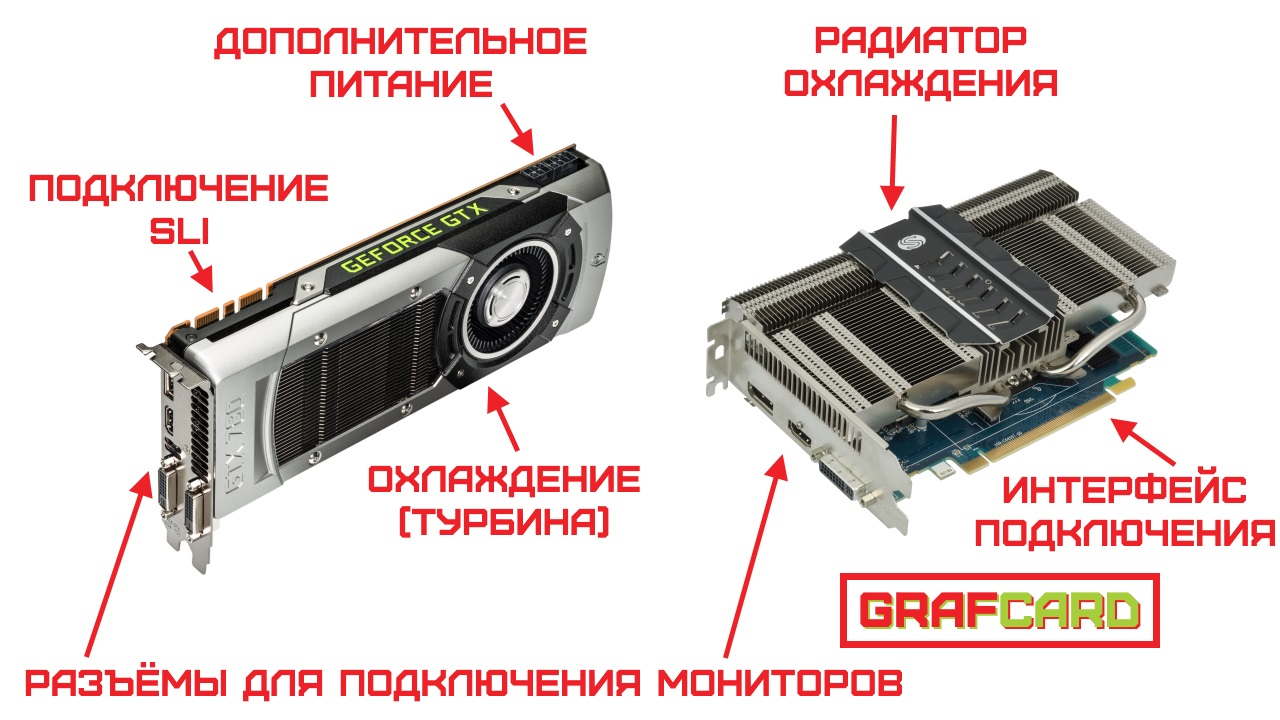 ДОПОЛНИТЕЛЬНОЕ
ПИТАНИЕ
РАДИАТОР
ОХЛАЖДЕНИЯ
ПОДКЛЮЧЕНИЕ
SLI
GEFORCE GTX
GTX 780
ОХЛАЖДЕНИЕ
(ТУРБИНА)
ИНТЕРФЕЙС
ПОДКЛЮЧЕНИЯ
GRAFCARD
РАЗЪЁМЫ ДЛЯ ПОДКЛЮЧЕНИЯ МОНИТОРОВ